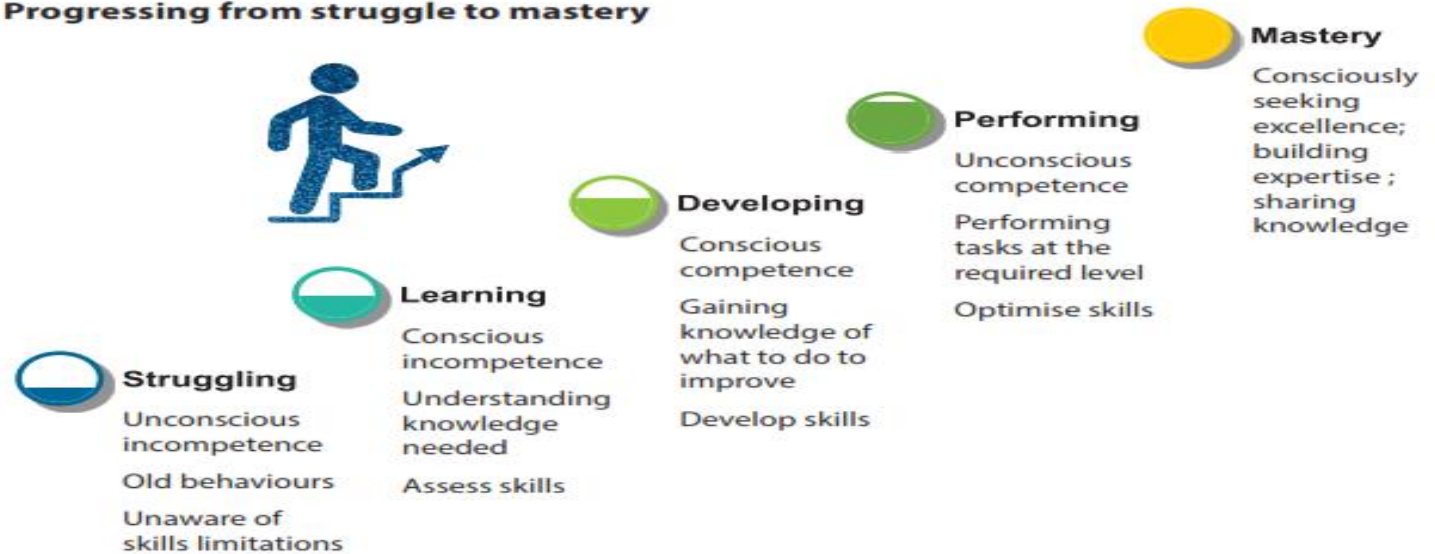 Progressing from struggle to mastery
Mastery
Consciously
seeking
excellence;
building
expertise ;
sharing
knowledge
Performing
Unconscious
competence
Performing
tasks at the
required level
Optimise skills
Developing
Conscious
competence
Gaining
knowledge of
what to do to
improve
Develop skills
Learning
Conscious
incompetence
Understanding
knowledge
needed
Assess skills
Struggling
Unconscious
incompetence
Old behaviours
Unaware of
skills limitations